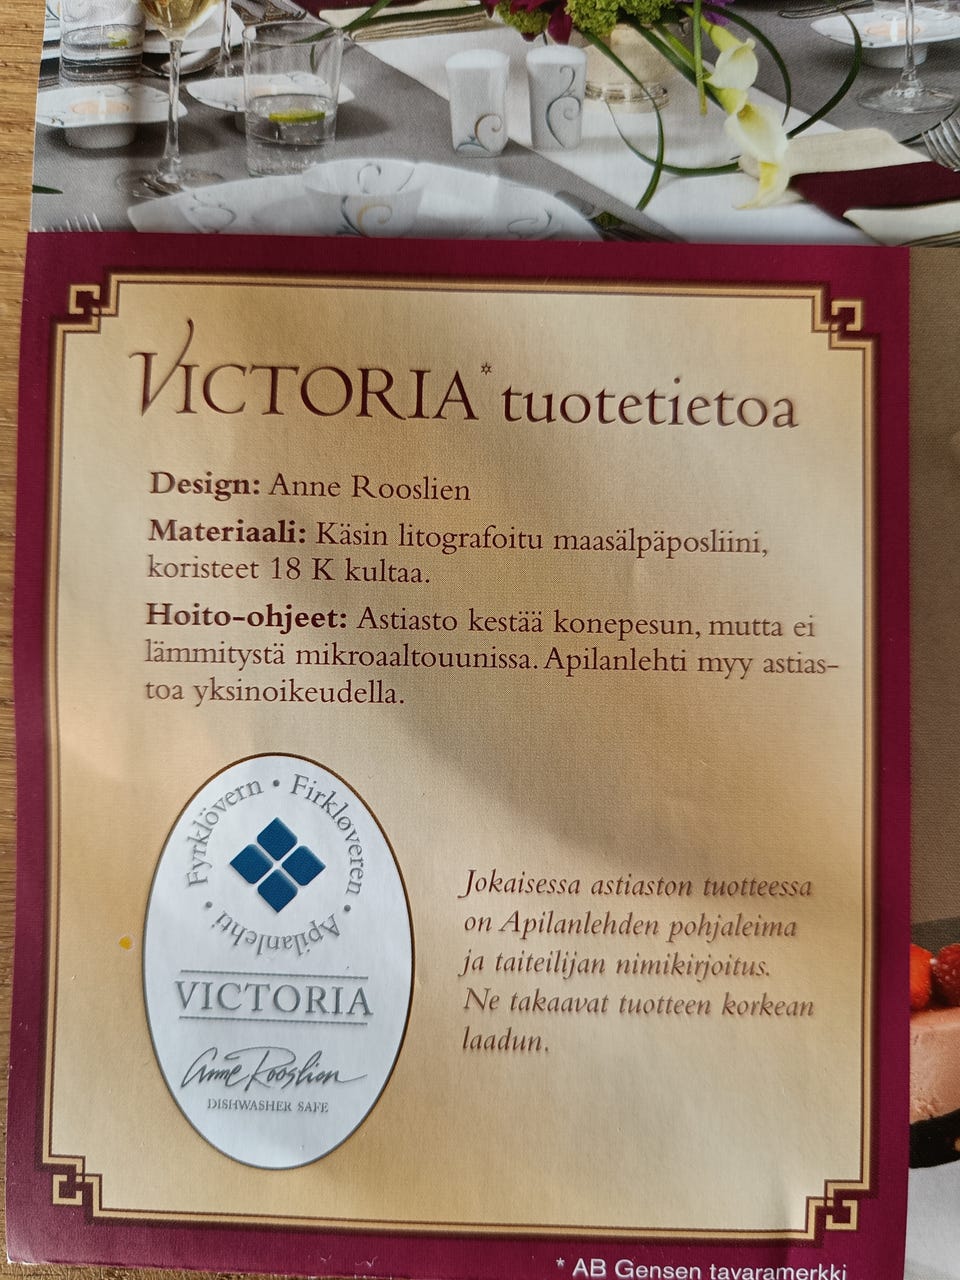 VICTORIA* tuotetietoa
Design: Anne Rooslien
Materiaali: Käsin litografoitu maasälpäposliini,
koristeet 18 K kultaa.
Hoito-ohjeet: Astiasto kestää konepesun, mutta ei
lämmitystä mikroaaltouunissa. Apilanlehti myy astias-
toa yksinoikeudella.
Fyrklövern • Firkløveren • Apilanlehti •
VICTORIA
Anne Rooslien
DISHWASHER SAFE
Jokaisessa astiaston tuotteessa
on Apilanlehden pohjaleima
ja taiteilijan nimikirjoitus.
Ne takaavat tuotteen korkean
laadun.
* AB Gensen tavaramerkki